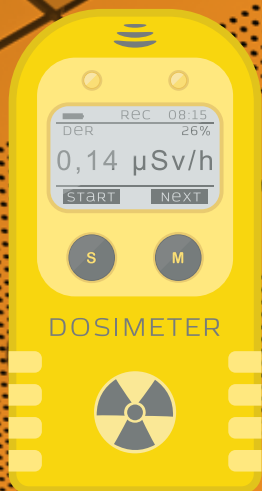 Rec 08:15
Der 26%
0,14 µSv/h
START NEXT
S M
DOSIMETER